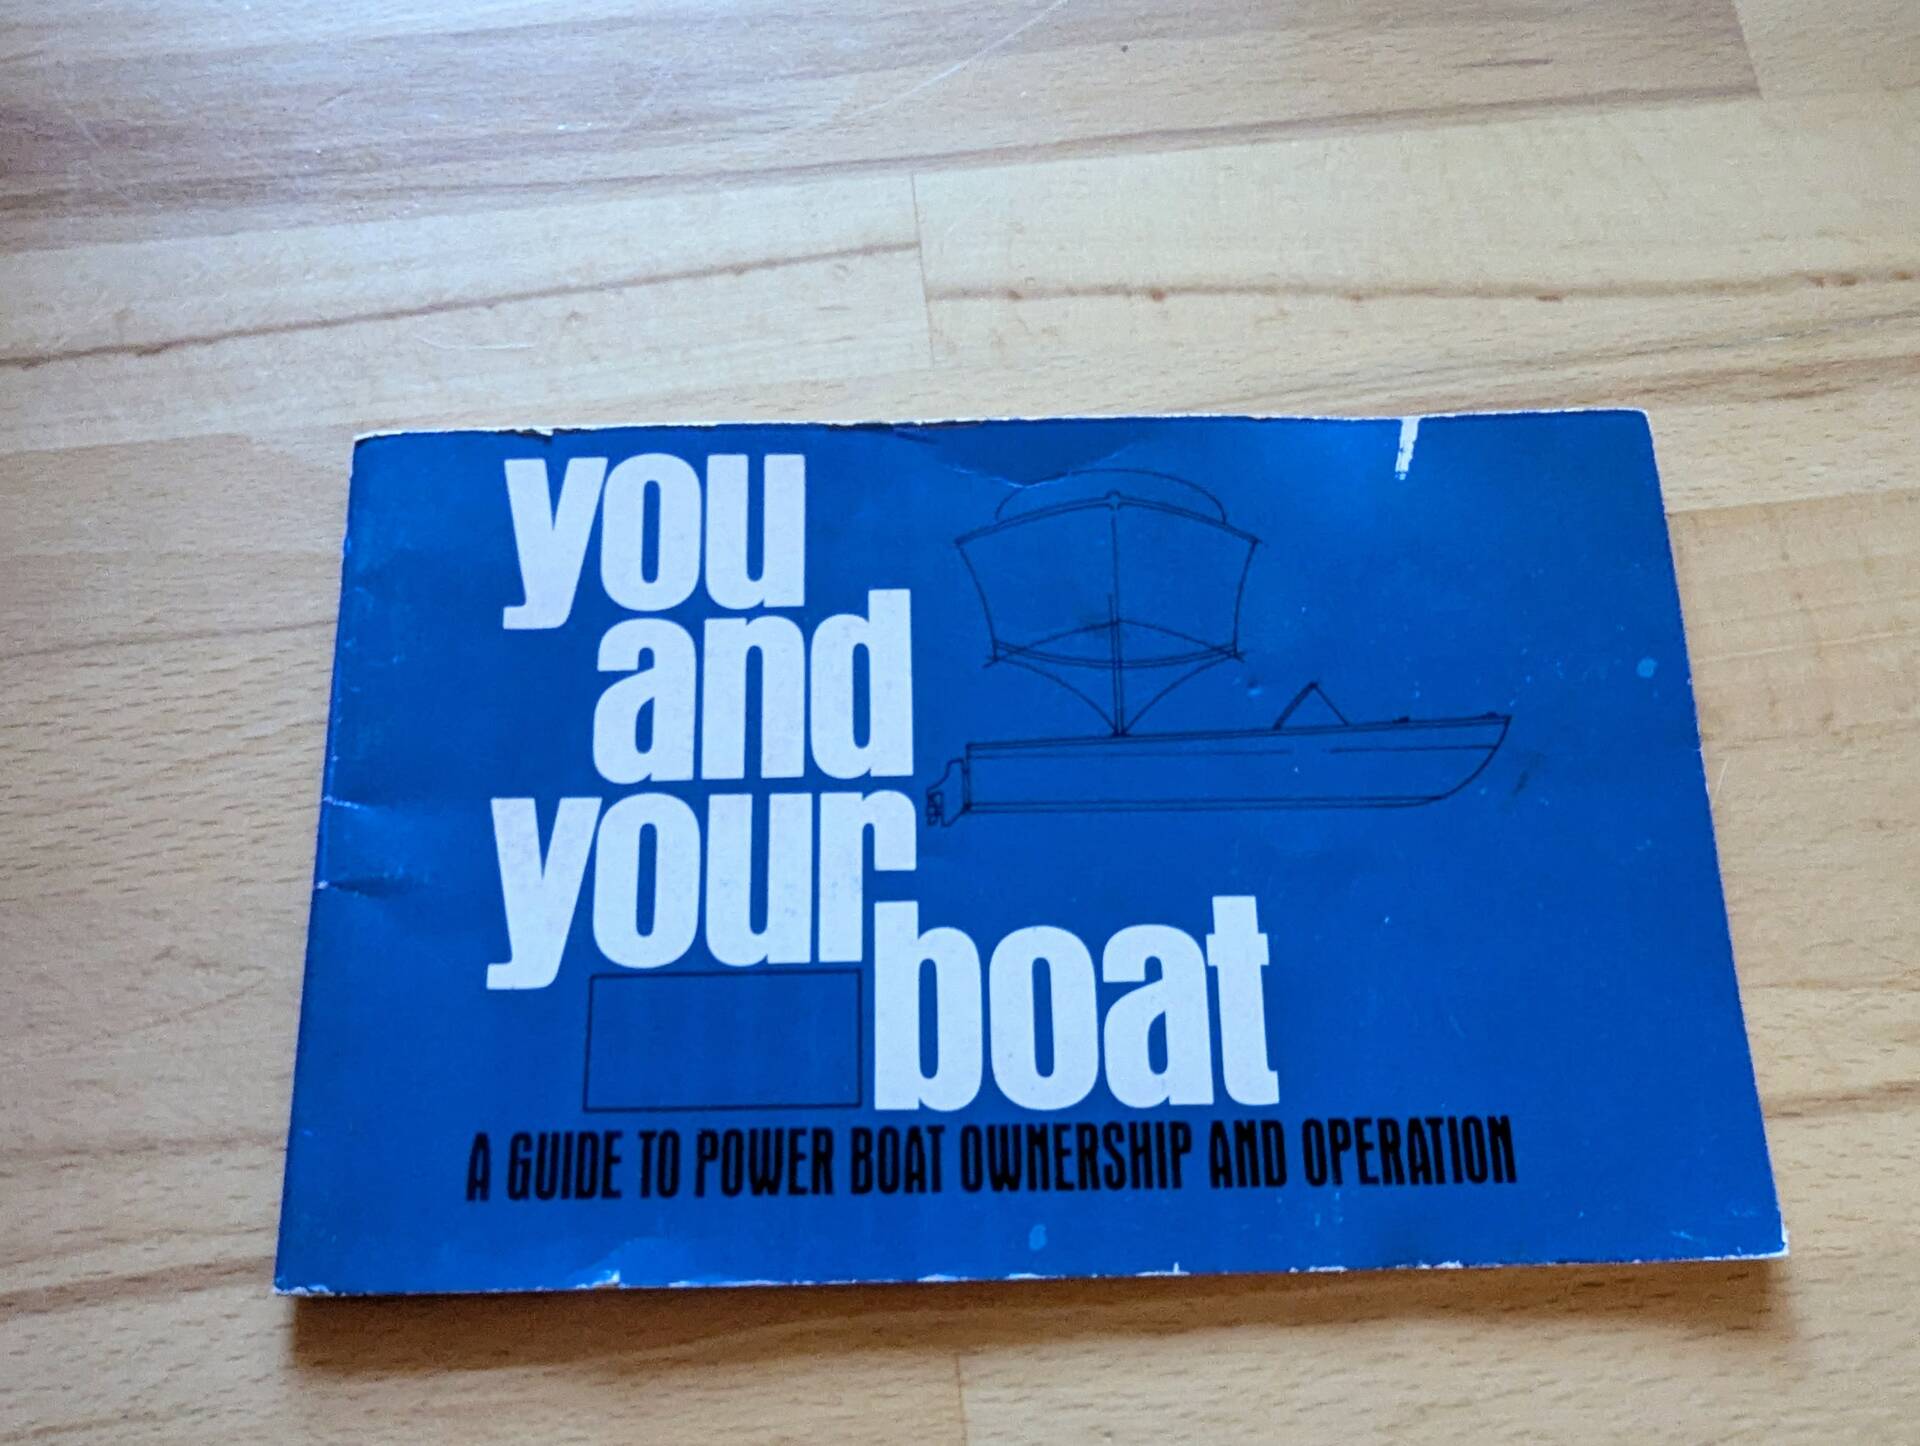 you
and
your
boat
A GUIDE TO POWER BOAT OWNERSHIP AND OPERATION